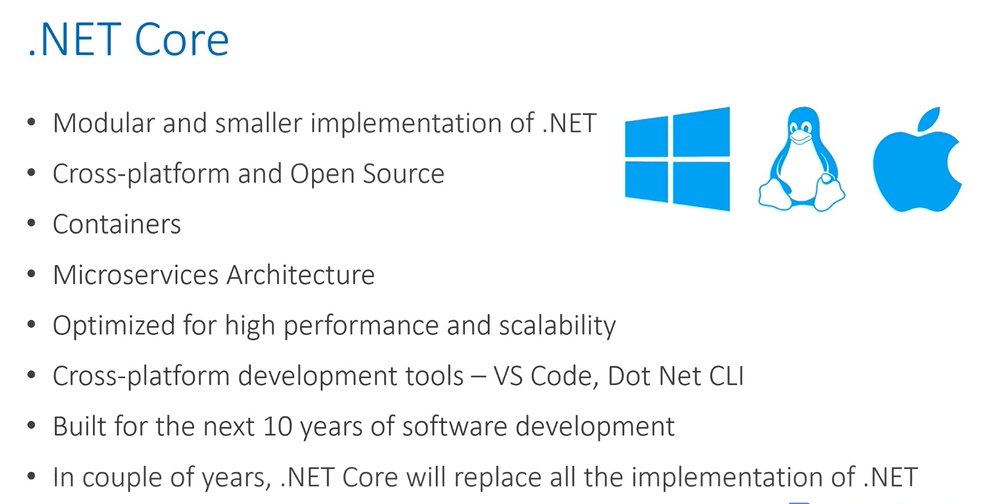 .NET Core
• Modular and smaller implementation of .NET
• Cross-platform and Open Source
• Containers
• Microservices Architecture
• Optimized for high performance and scalability
• Cross-platform development tools – VS Code, Dot Net CLI
• Built for the next 10 years of software development
• In couple of years, .NET Core will replace all the implementation of .NET